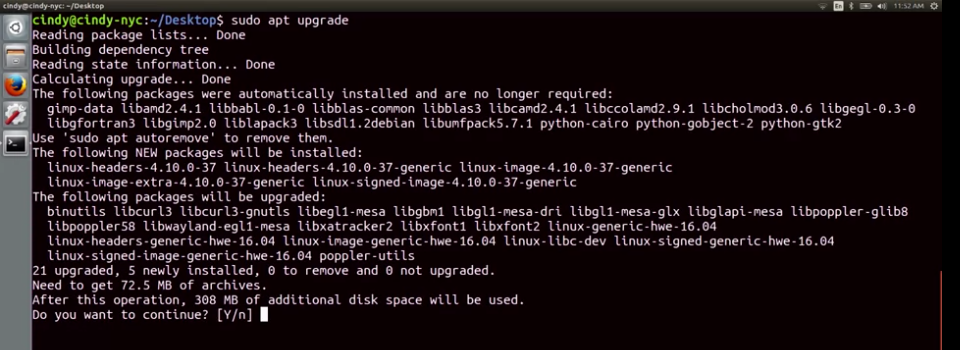 cindy@cindy-nyc: ~/Desktop
En
11:52 AM
cindy@cindy-nyc:~/Desktop$ sudo apt upgrade
Reading package lists... Done
Building dependency tree
Reading state information... Done
Calculating upgrade... Done
The following packages were automatically installed and are no longer required:
gimp-data libamd2.4.1 libbabl-0.1-0 libblas-common libblas3 libcamd2.4.1 libccolamd2.9.1 libcholmod3.0.6 libgegl-0.3-0
libgfortran3 libgimp2.0 liblapack3 libsdl1.2debian libumfpack5.7.1 python-cairo python-gobject-2 python-gtk2
Use 'sudo apt autoremove' to remove them.
The following NEW packages will be installed:
linux-headers-4.10.0-37 linux-headers-4.10.0-37-generic linux-image-4.10.0-37-generic
linux-image-extra-4.10.0-37-generic linux-signed-image-4.10.0-37-generic
The following packages will be upgraded:
binutils libcurl3 libcurl3-gnutls libegl1-mesa libgbm1 libgl1-mesa-dri libgl1-mesa-glx libglapi-mesa libpoppler-glib8
libpoppler58 libwayland-egl1-mesa libxatracker2 libxfont1 libxfont2 linux-generic-hwe-16.04
linux-headers-generic-hwe-16.04 linux-image-generic-hwe-16.04 linux-libc-dev linux-signed-generic-hwe-16.04
linux-signed-image-generic-hwe-16.04 poppler-utils
21 upgraded, 5 newly installed, 0 to remove and 0 not upgraded.
Need to get 72.5 MB of archives.
After this operation, 308 MB of additional disk space will be used.
Do you want to continue? [Y/n]